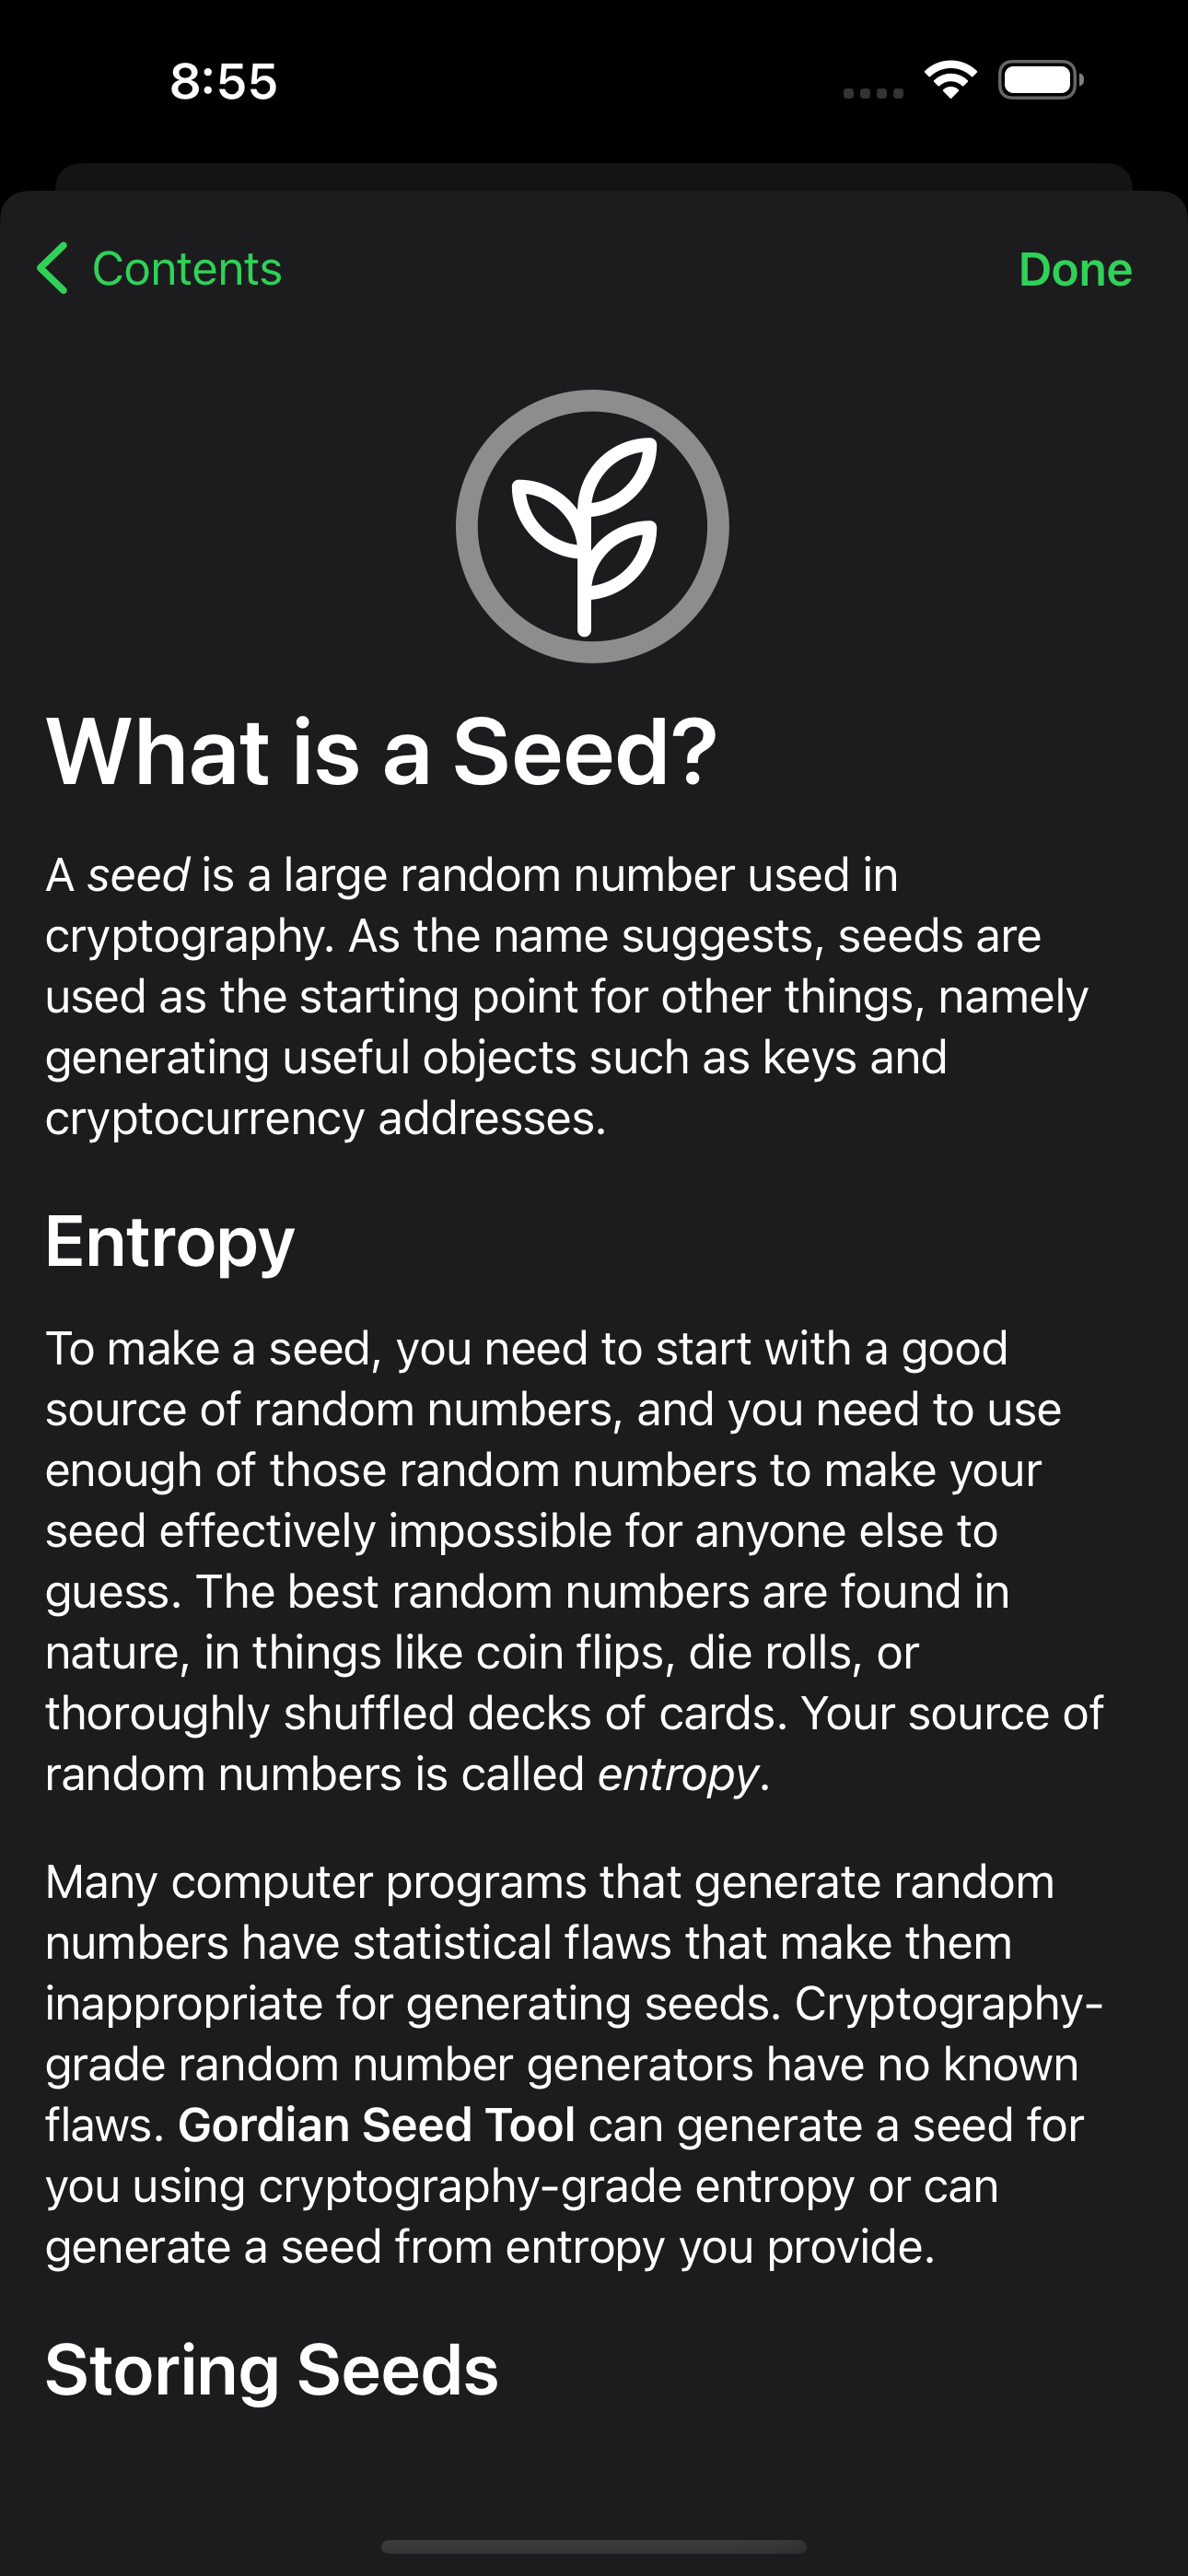 8:55
Contents
Done
What is a Seed?
A seed is a large random number used in
cryptography. As the name suggests, seeds are
used as the starting point for other things, namely
generating useful objects such as keys and
cryptocurrency addresses.
Entropy
To make a seed, you need to start with a good
source of random numbers, and you need to use
enough of those random numbers to make your
seed effectively impossible for anyone else to
guess. The best random numbers are found in
nature, in things like coin flips, die rolls, or
thoroughly shuffled decks of cards. Your source of
random numbers is called entropy.
Many computer programs that generate random
numbers have statistical flaws that make them
inappropriate for generating seeds. Cryptography-
grade random number generators have no known
flaws. Gordian Seed Tool can generate a seed for
you using cryptography-grade entropy or can
generate a seed from entropy you provide.
Storing Seeds